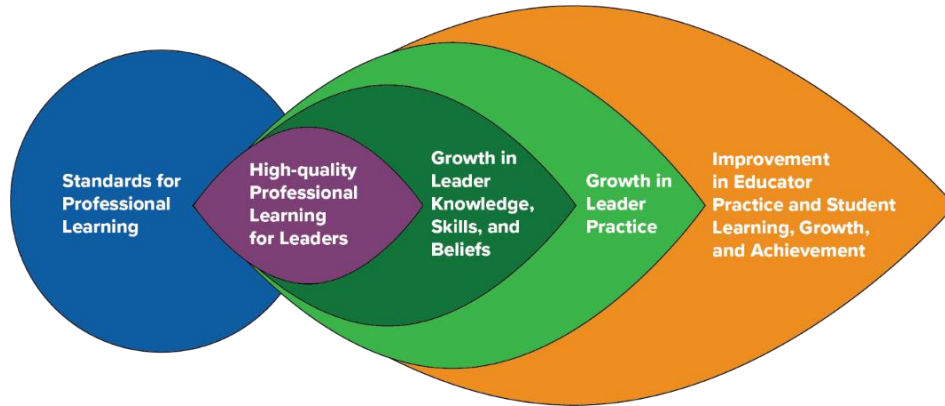 Standards for
Professional
Learning
High-quality
Professional
Learning
for Leaders
Growth in
Leader
Knowledge,
Skills, and
Beliefs
Growth in
Leader
Practice
Improvement
in Educator
Practice and Student
Learning, Growth,
and Achievement